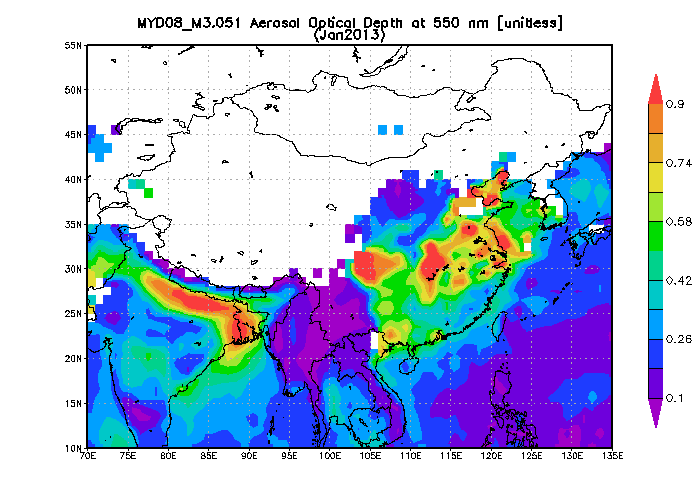 MYD08_M3.051 Aerosol Optical Depth at 550 nm [unitless]
(Jan2013)
55N
50N
45N
40N
35N
30N
25N
20N
15N
10N
70E 75E 80E 85E 90E 95E 100E 105E 110E 115E 120E 125E 130E 135E
0.9
0.74
0.58
0.42
0.26
0.1